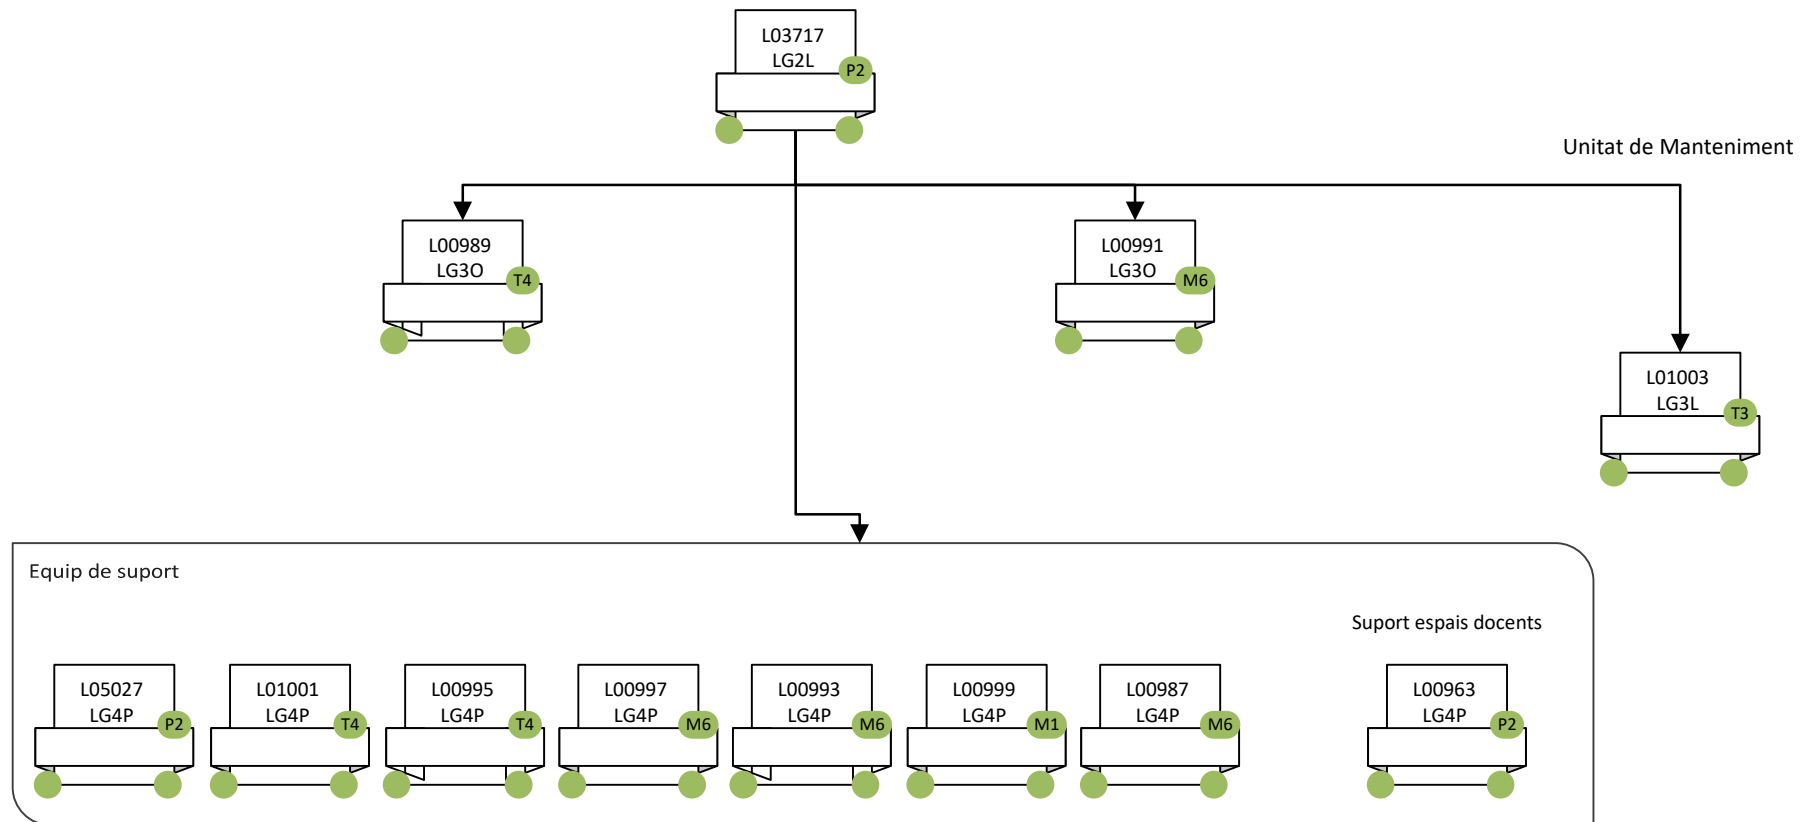 L03717
LG2L
P2
Unitat de Manteniment
L00989
LG3O
T4
L00991
LG3O
M6
L01003
LG3L
T3
Equip de suport
Suport espais docents
L05027
LG4P
P2
L01001
LG4P
T4
L00995
LG4P
T4
L00997
LG4P
M6
L00993
LG4P
M6
L00999
LG4P
M1
L00987
LG4P
M6
L00963
LG4P
P2